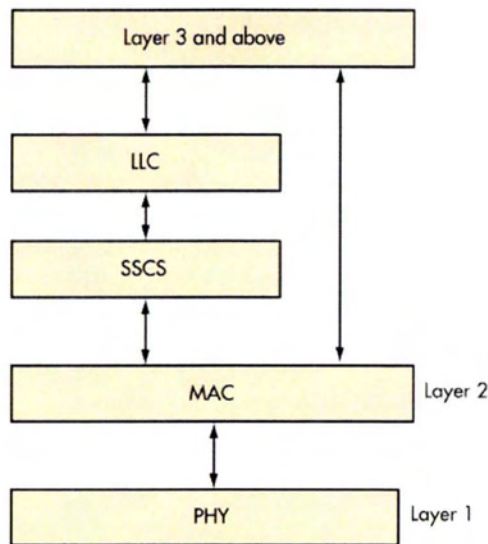 Layer 3 and above
LLC
SSCS
MAC
Layer 2
PHY
Layer 1